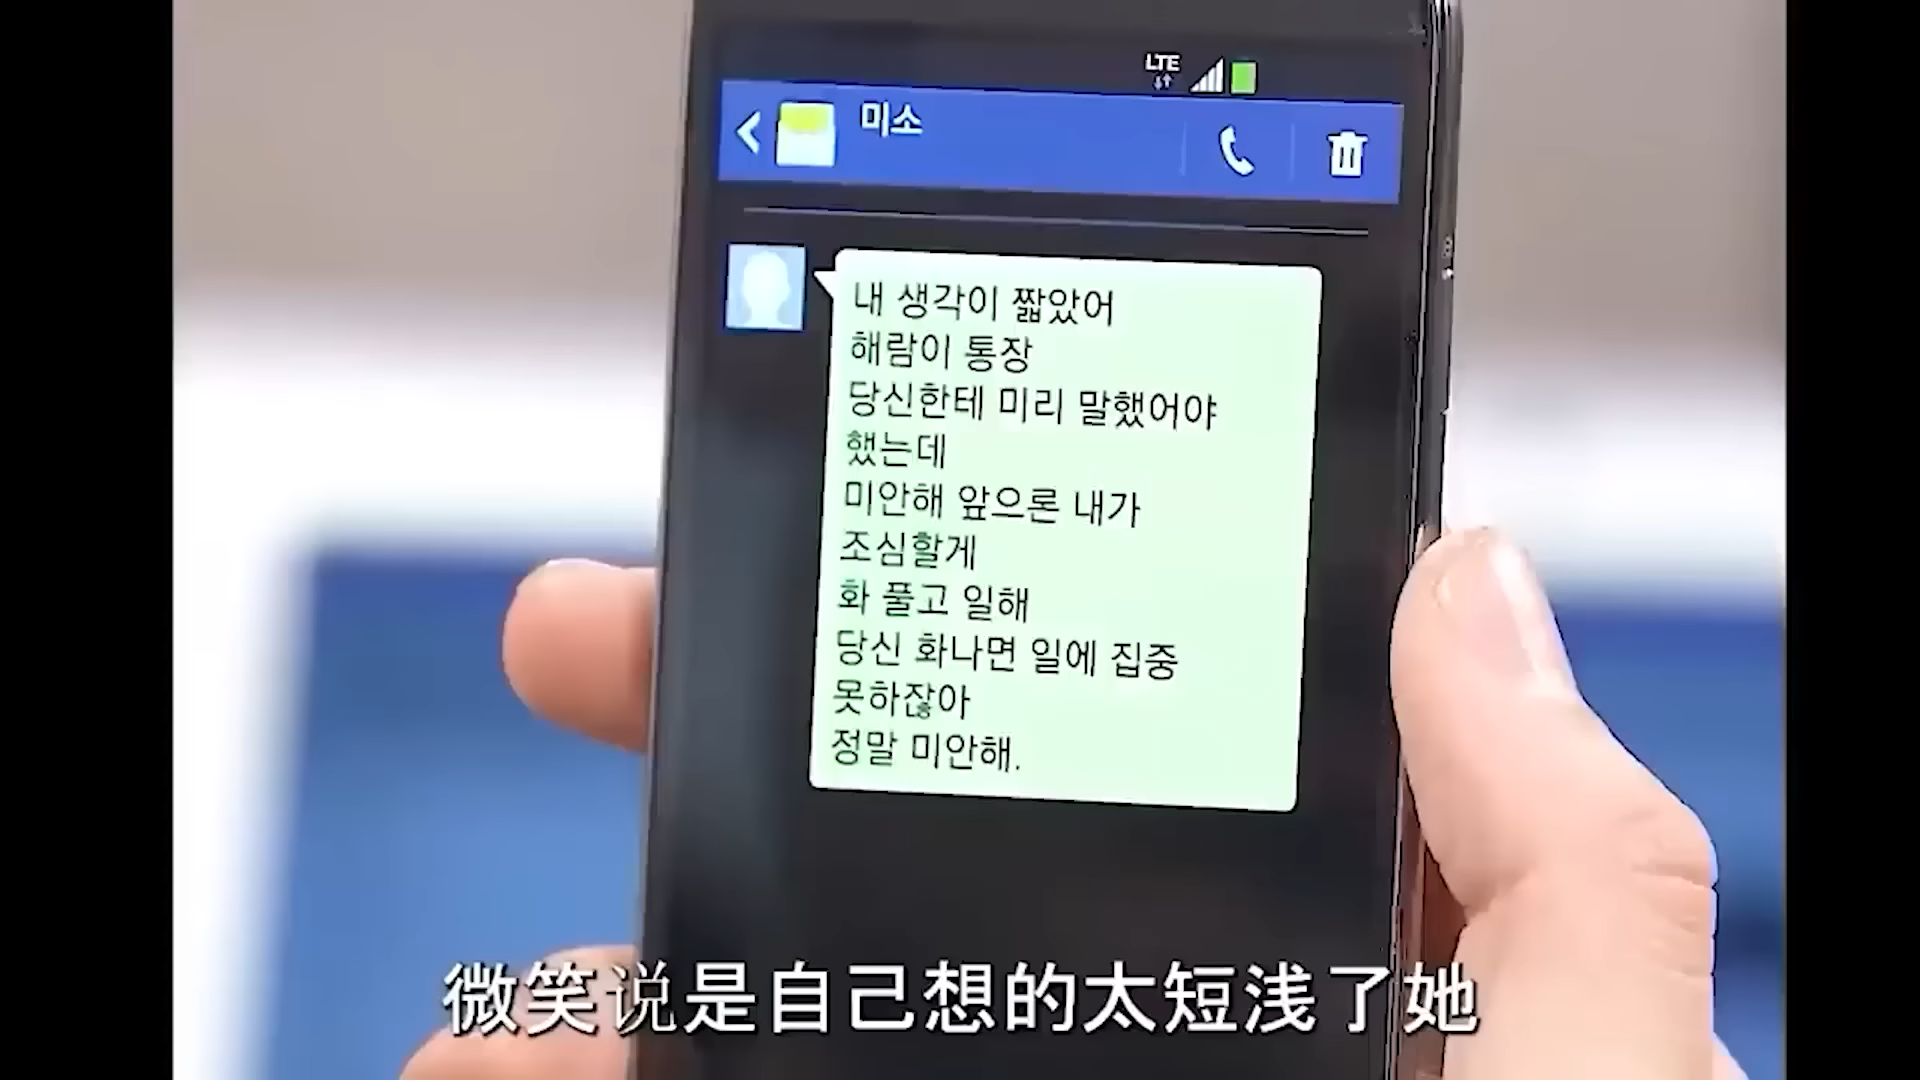 LTE
미소
내 생각이 짧았어
해람이 통장
당신한테 미리 말했어야
했는데
미안해 앞으론 내가
조심할게
화 풀고 일해
당신 화나면 일에 집중
못하잖아
정말 미안해.
微笑说是自己想的太短浅了她